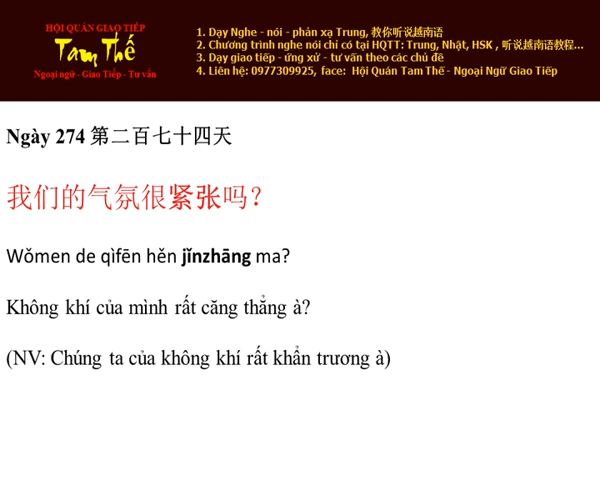 HỘI QUÁN GIAO TIẾP
Tam Thế
Ngoại ngữ - Giao Tiếp - Tư vấn
1. Dạy Nghe - nói - phản xạ Trung, 教你听说越南语
2. Chương trình nghe nói chỉ có tại HQTT: Trung, Nhật, HSK , 听说越南语教程...
3. Dạy giao tiếp - ứng xử - tư vấn theo các chủ đề
4. Liên hệ: 0977309925, face: Hội Quán Tam Thế - Ngoại Ngữ Giao Tiếp
Ngày 274 第二百七十四天
我们的气氛很紧张吗?
Wǒmen de qìfēn hěn jǐnzhāng ma?
Không khí của mình rất căng thẳng à?
(NV: Chúng ta của không khí rất khẩn trương à)